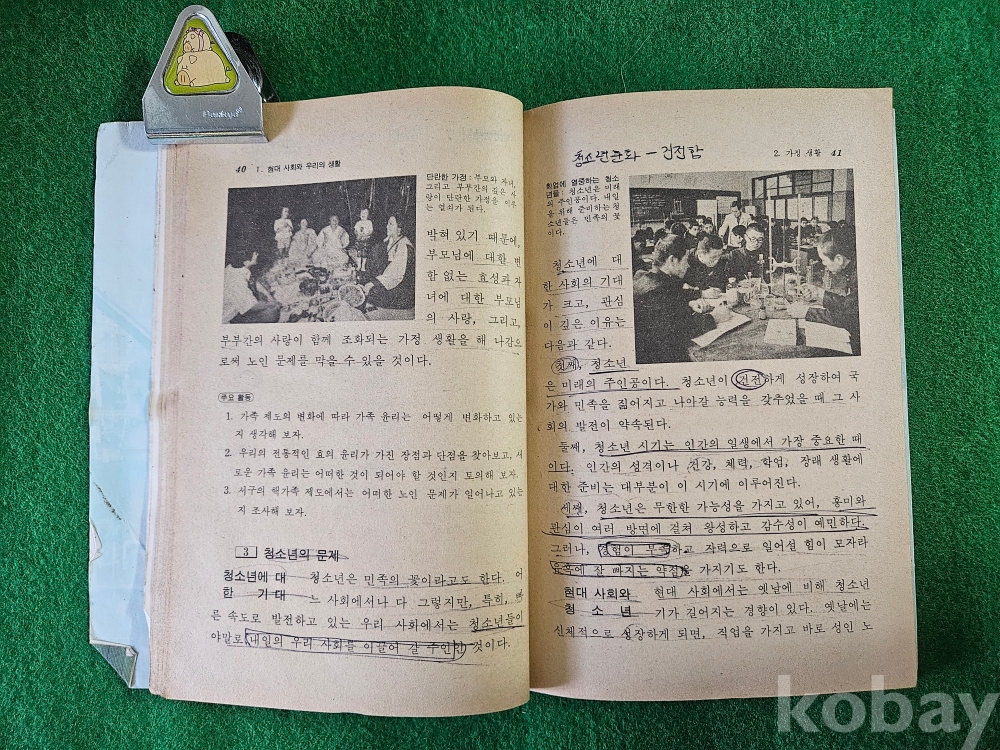 40 1. 현대 사회와 우리의 생활
단란한 가정 : 부모와 자녀,
그리고 부부간의 깊은 사
랑이 단란한 가정을 이루
는 열쇠가 된다.
박혀 있기 때문에,
부모님에 대한 변
함없는 효성과 자
녀에 대한 부모님
의 사랑, 그리고,
부부간의 사랑이 함께 조화되는 가정 생활을 해 나감으
로써 노인 문제를 막을 수 있을 것이다.
주요 활동
1. 가족 제도의 변화에 따라 가족 윤리는 어떻게 변화하고 있는
지 생각해 보자.
2. 우리의 전통적인 효의 윤리가 가진 장점과 단점을 찾아보고, 새
로운 가족 윤리는 어떠한 것이 되어야 할 것인지 토의해 보자.
3. 서구의 핵가족 제도에서는 어떠한 노인 문제가 일어나고 있는
지 조사해 보자.
3 청소년의 문제
청소년에 대 청소년은 민족의 꽃이라고도 한다. 어
한 기대 느 사회에서나 다 그렇지만, 특히, 빠
른 속도로 발전하고 있는 우리 사회에서는 청소년들이
야말로 내일의 우리 사회를 이끌어 갈 주인인 것이다.
청소년문화 - 건전함
2. 가정 생활 41
학업에 열중하는 청소
년들 : 청소년은 미래
의 주인공이다. 내일
을 위해 준비하는 청
소년들은 민족의 꽃
이다.
청소년에 대
한 사회의 기대
가 크고, 관심
이 깊은 이유는
다음과 같다.
첫째, 청소년
은 미래의 주인공이다. 청소년이 건전하게 성장하여 국
가와 민족을 짊어지고 나아갈 능력을 갖추었을 때 그 사
회의 발전이 약속된다.
둘째, 청소년 시기는 인간의 일생에서 가장 중요한 때
이다. 인간의 성격이나 건강, 체력, 학업, 장래 생활에
대한 준비는 대부분이 이 시기에 이루어진다.
세쨋, 청소년은 무한한 가능성을 가지고 있어, 흥미와
관심이 여러 방면에 걸쳐 왕성하고 감수성이 예민하다.
그러나, 경험이 부족하고 자력으로 일어설 힘이 모자라
유혹에 잘 빠지는 약점을 가지기도 한다.
현대 사회와 현대 사회에서는 옛날에 비해 청소년
청 소 년 기가 길어지는 경향이 있다. 옛날에는
신체적으로 성장하게 되면, 직업을 가지고 바로 성인 노
kobay